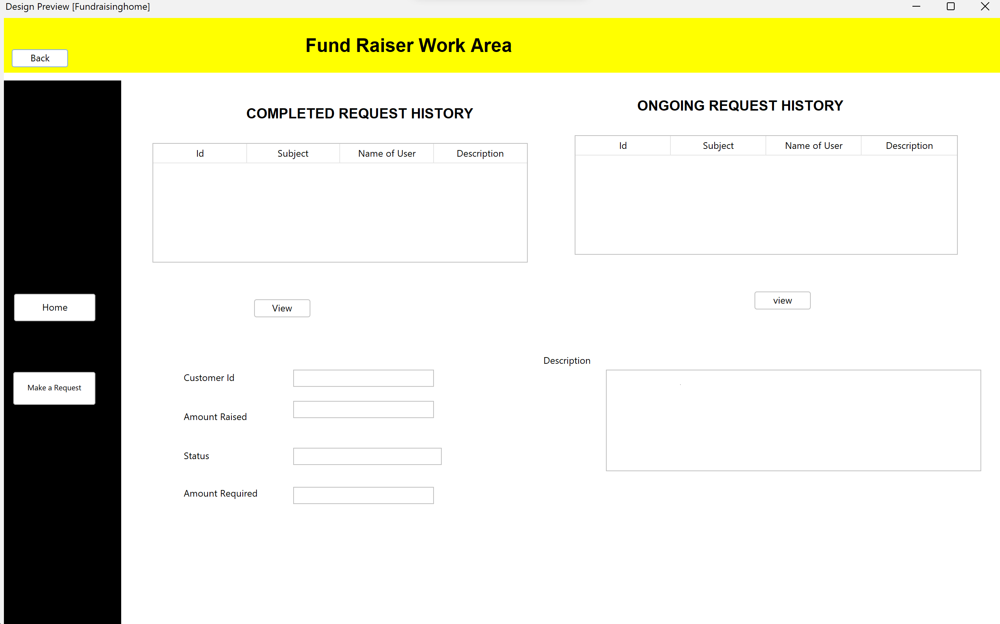 Design Preview [Fundraisinghome]
Fund Raiser Work Area
Back
COMPLETED REQUEST HISTORY
ONGOING REQUEST HISTORY
Id Subject Name of User Description
Id Subject Name of User Description
Home
View
view
Make a Request
Customer Id
Amount Raised
Status
Amount Required
Description